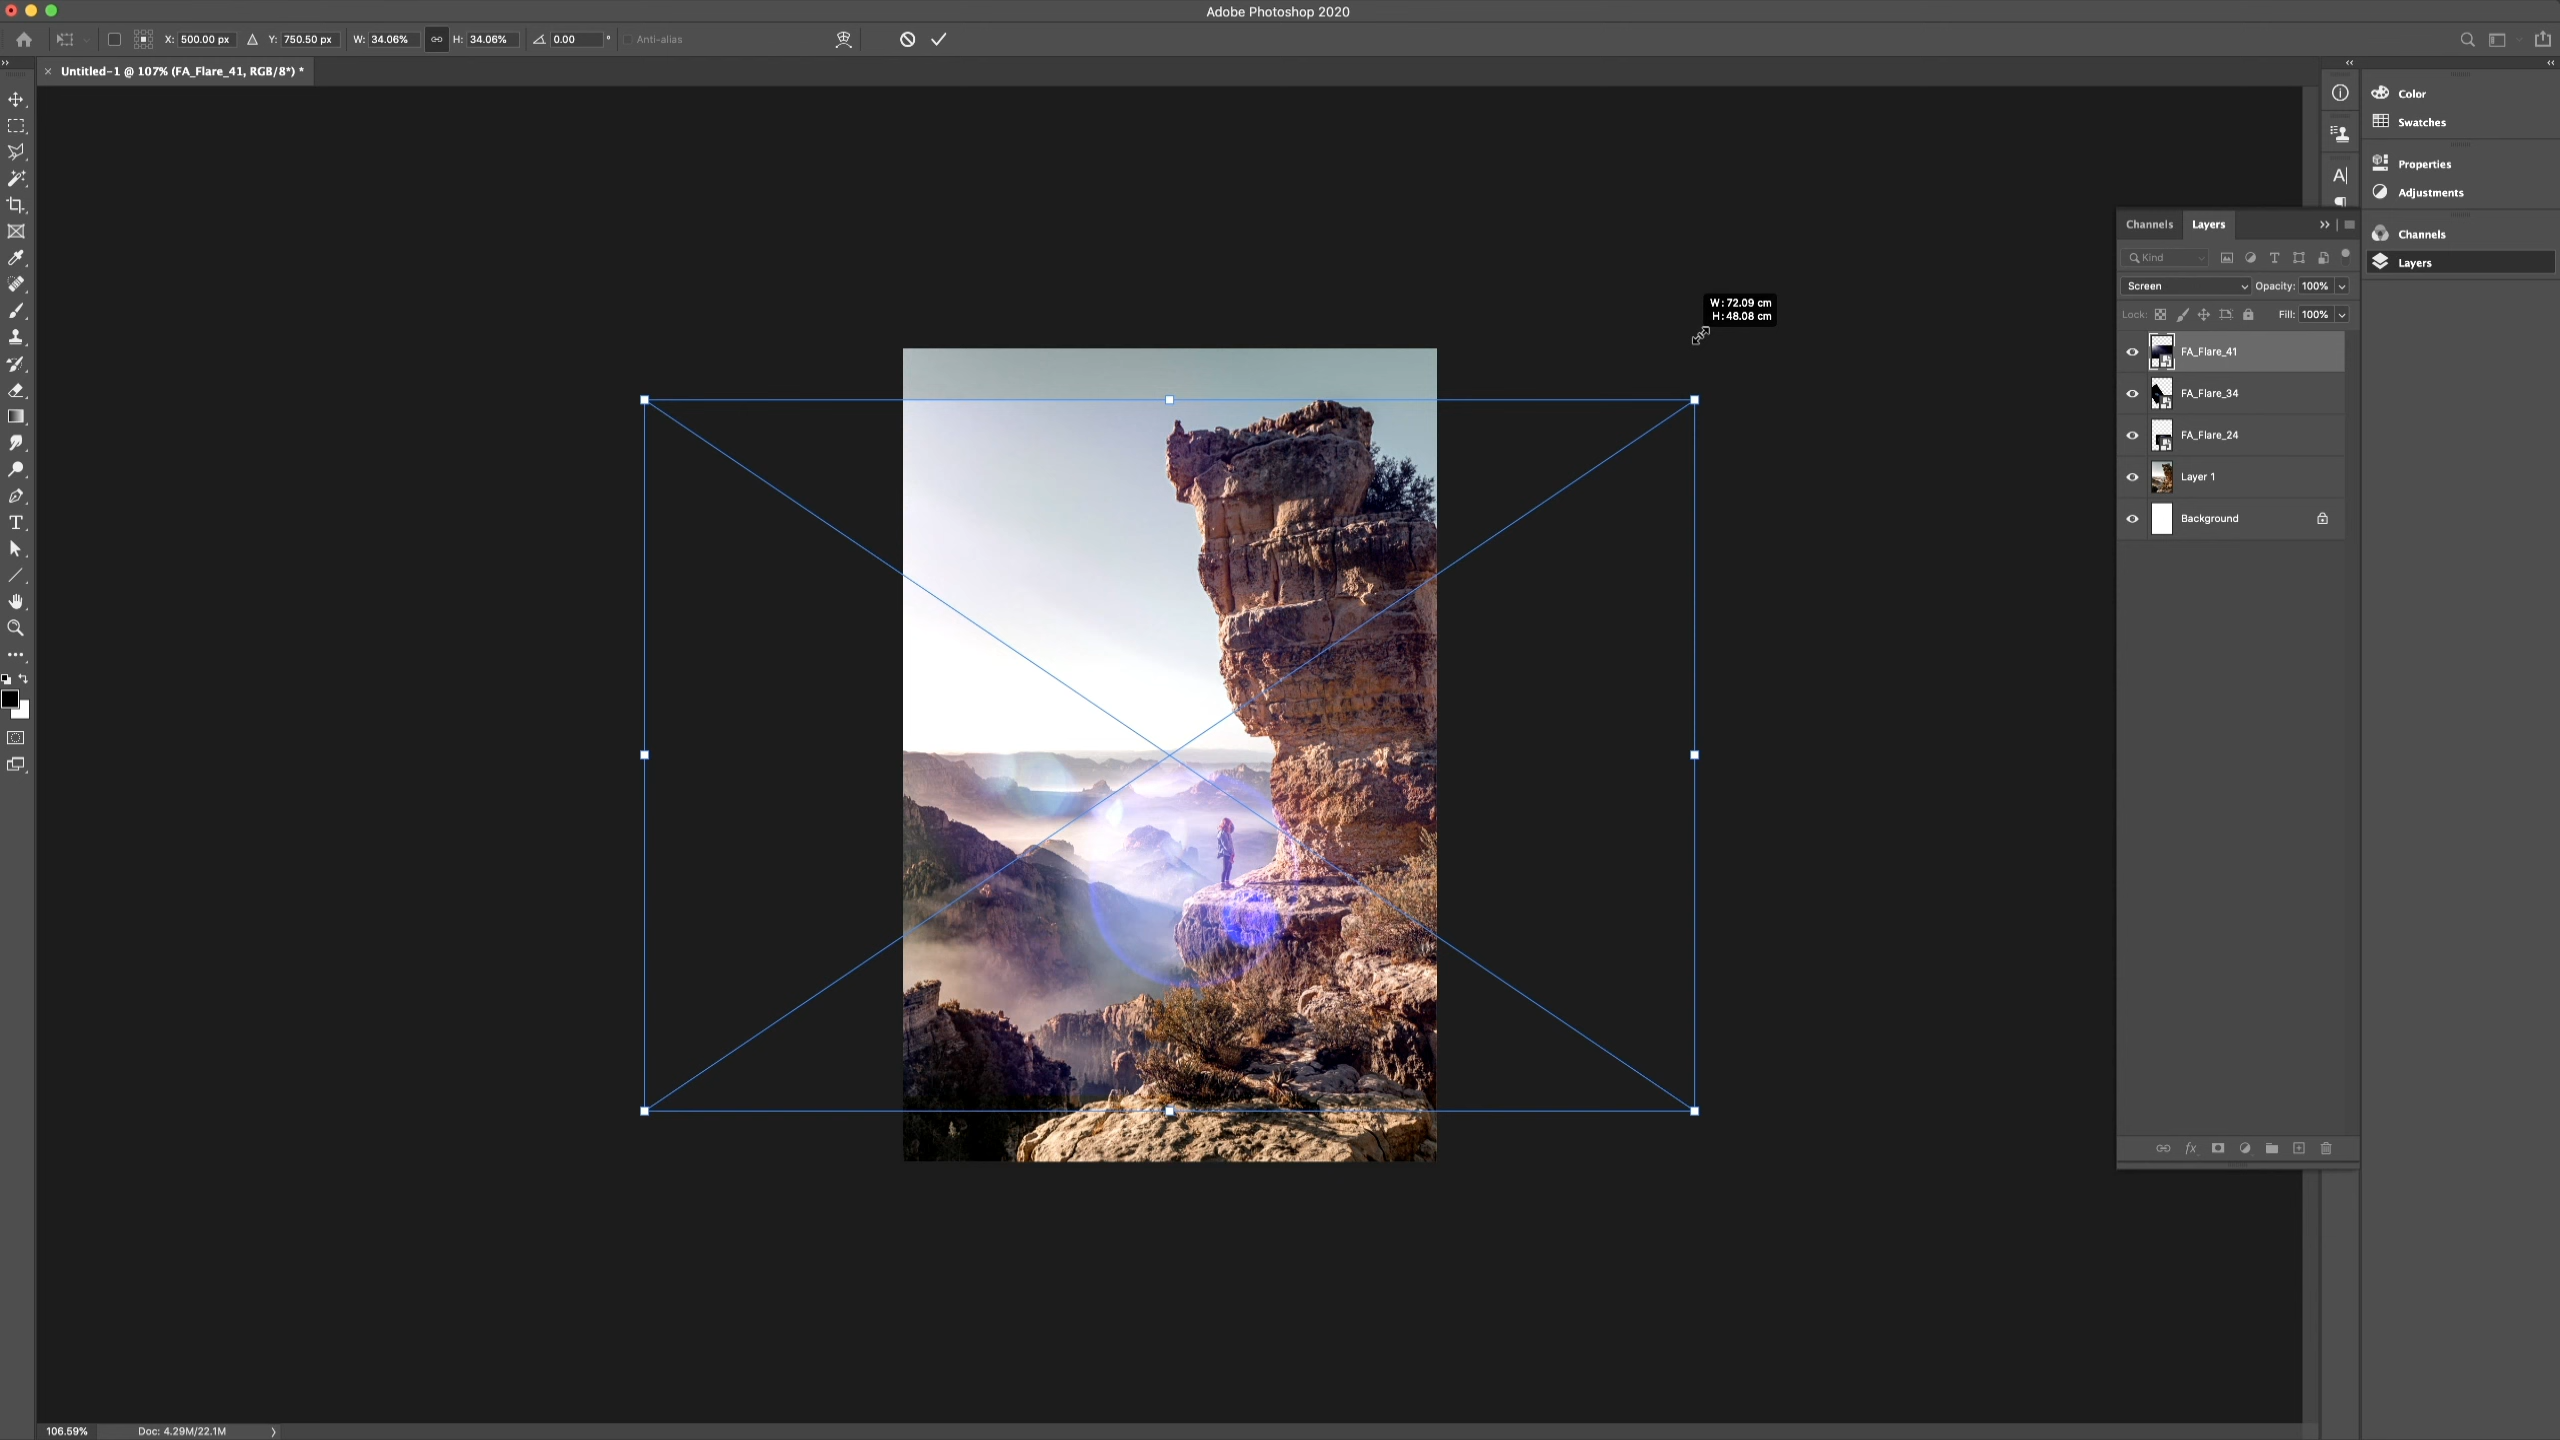 Adobe Photoshop 2020
X: 500.00 px Y: 750.50 px W: 34.06% H: 34.06% 0.00 ° Anti-alias
Untitled-1 @ 107% (FA_Flare_41, RGB/8*) *
Color
Swatches
Properties
Adjustments
Channels
Layers
Channels Layers
Kind
Screen Opacity: 100%
Lock: Fill: 100%
FA_Flare_41
FA_Flare_34
FA_Flare_24
Layer 1
Background
W: 72.09 cm
H: 48.08 cm
106.59% Doc: 4.29M/22.1M